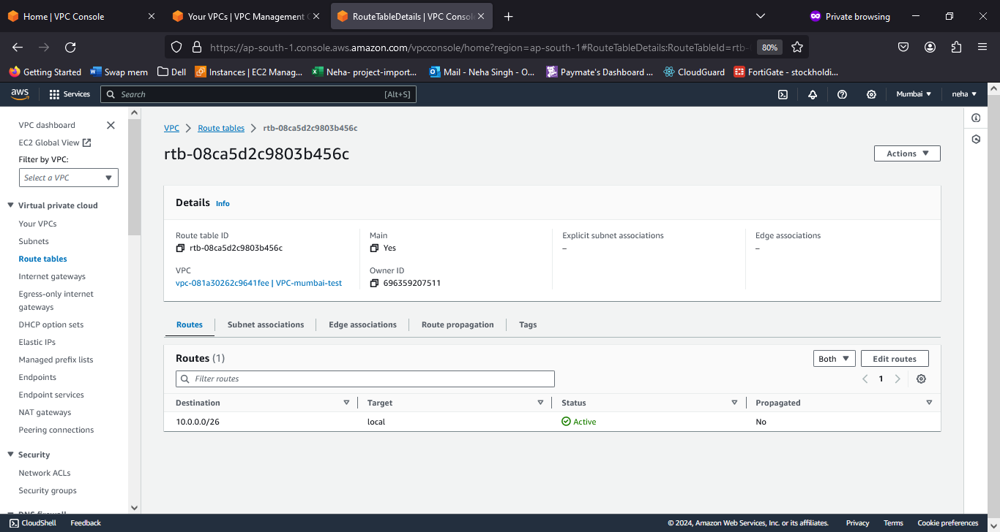 Home | VPC Console
Your VPCs | VPC Management C
RouteTableDetails | VPC Console
Private browsing
https://ap-south-1.console.aws.amazon.com/vpcconsole/home?region=ap-south-1#RouteTableDetails:RouteTableId=rtb-
80%
Getting Started
Swap mem
Dell
Instances | EC2 Manag...
Neha- project-import...
Mail - Neha Singh - O...
Paymate's Dashboard ...
CloudGuard
FortiGate - stockholdi...
aws
Services
Search
[Alt+S]
Mumbai
neha
VPC dashboard
EC2 Global View
Filter by VPC:
Select a VPC
Virtual private cloud
Your VPCs
Subnets
Route tables
Internet gateways
Egress-only internet
gateways
DHCP option sets
Elastic IPs
Managed prefix lists
Endpoints
Endpoint services
NAT gateways
Peering connections
Security
Network ACLs
Security groups
DNS firewall
VPC
Route tables
rtb-08ca5d2c9803b456c
rtb-08ca5d2c9803b456c
Actions
Details
Info
Route table ID
rtb-08ca5d2c9803b456c
Main
Yes
Explicit subnet associations
–
Edge associations
–
VPC
vpc-081a30262c9641fee | VPC-mumbai-test
Owner ID
696359207511
Routes
Subnet associations
Edge associations
Route propagation
Tags
Routes (1)
Both
Edit routes
Filter routes
1
Destination
Target
Status
Propagated
10.0.0.0/26
local
Active
No
CloudShell
Feedback
© 2024, Amazon Web Services, Inc. or its affiliates.
Privacy
Terms
Cookie preferences